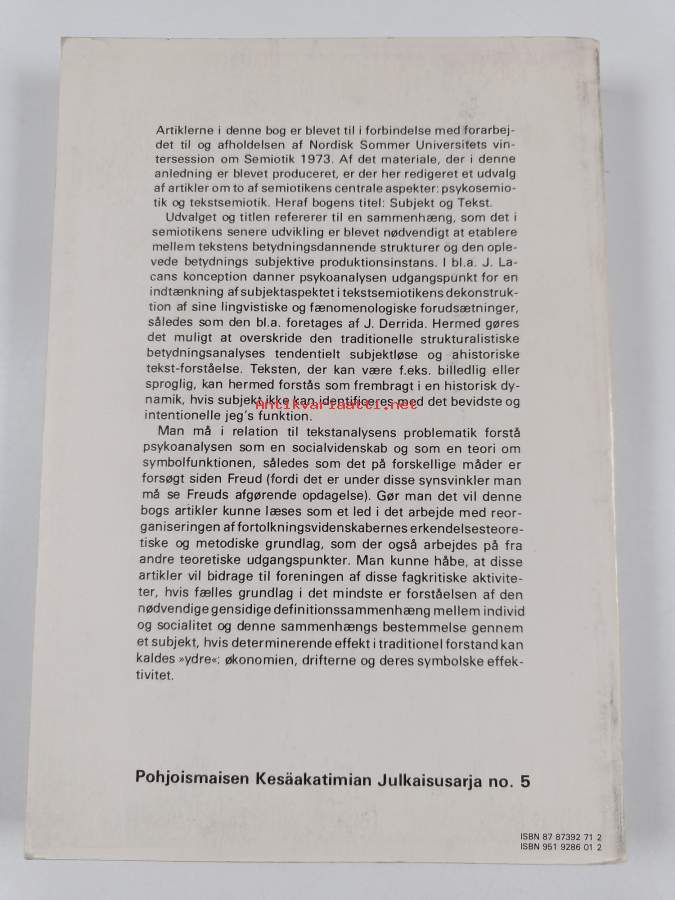 Artiklerne i denne bog er blevet til i forbindelse med forarbej-
det til og afholdelsen af Nordisk Sommer Universitets vin-
tersession om Semiotik 1973. Af det materiale, der i denne
anledning er blevet produceret, er der her redigeret et udvalg
af artikler om to af semiotikens centrale aspekter: psykosemio-
tik og tekstsemiotik. Heraf bogens titel: Subjekt og Tekst.
Udvalget og titlen refererer til en sammenhæng, som det i
semiotikens senere udvikling er blevet nødvendigt at etablere
mellem tekstens betydningsdannende strukturer og den ople-
vede betydnings subjektive produktionsinstans. I bl.a. J. La-
cans konception danner psykoanalysen udgangspunkt for en
indtænkning af subjektaspektet i tekstsemiotikens dekonstruk-
tion af sine lingvistiske og fænomenologiske forudsætninger,
således som den bl.a. foretages af J. Derrida. Hermed gøres
det muligt at overskride den traditionelle strukturalistiske
betydningsanalyses tendentielt subjektløse og ahistoriske
tekst-forståelse. Teksten, der kan være f.eks. billedlig eller
sproglig, kan hermed forstås som frembragt i en historisk dy-
namik, hvis subjekt ikke kan identificeres med det bevidste og
Antikvariaatti.net
intentionelle jeg's funktion.
Man må i relation til tekstanalysens problematik forstå
psykoanalysen som en socialvidenskab og som en teori om
symbolfunktionen, således som det på forskellige måder er
forsøgt siden Freud (fordi det er under disse synsvinkler man
må se Freuds afgørende opdagelse). Gør man det vil denne
bogs artikler kunne læses som et led i det arbejde med reor-
ganiseringen af fortolkningsvidenskabernes erkendelsesteore-
tiske og metodiske grundlag, som der også arbejdes på fra
andre teoretiske udgangspunkter. Man kunne håbe, at disse
artikler vil bidrage til foreningen af disse fagkritiske aktivite-
ter, hvis fælles grundlag i det mindste er forståelsen af den
nødvendige gensidige definitionssammenhæng mellem individ
og socialitet og denne sammenhængs bestemmelse gennem
et subjekt, hvis determinerende effekt i traditionel forstand kan
kaldes »ydre«: økonomien, drifterne og deres symbolske effek-
tivitet.
Pohjoismaisen Kesäakatimian Julkaisusarja no. 5
ISBN 87 87392 71 2
ISBN 951 9286 01 2